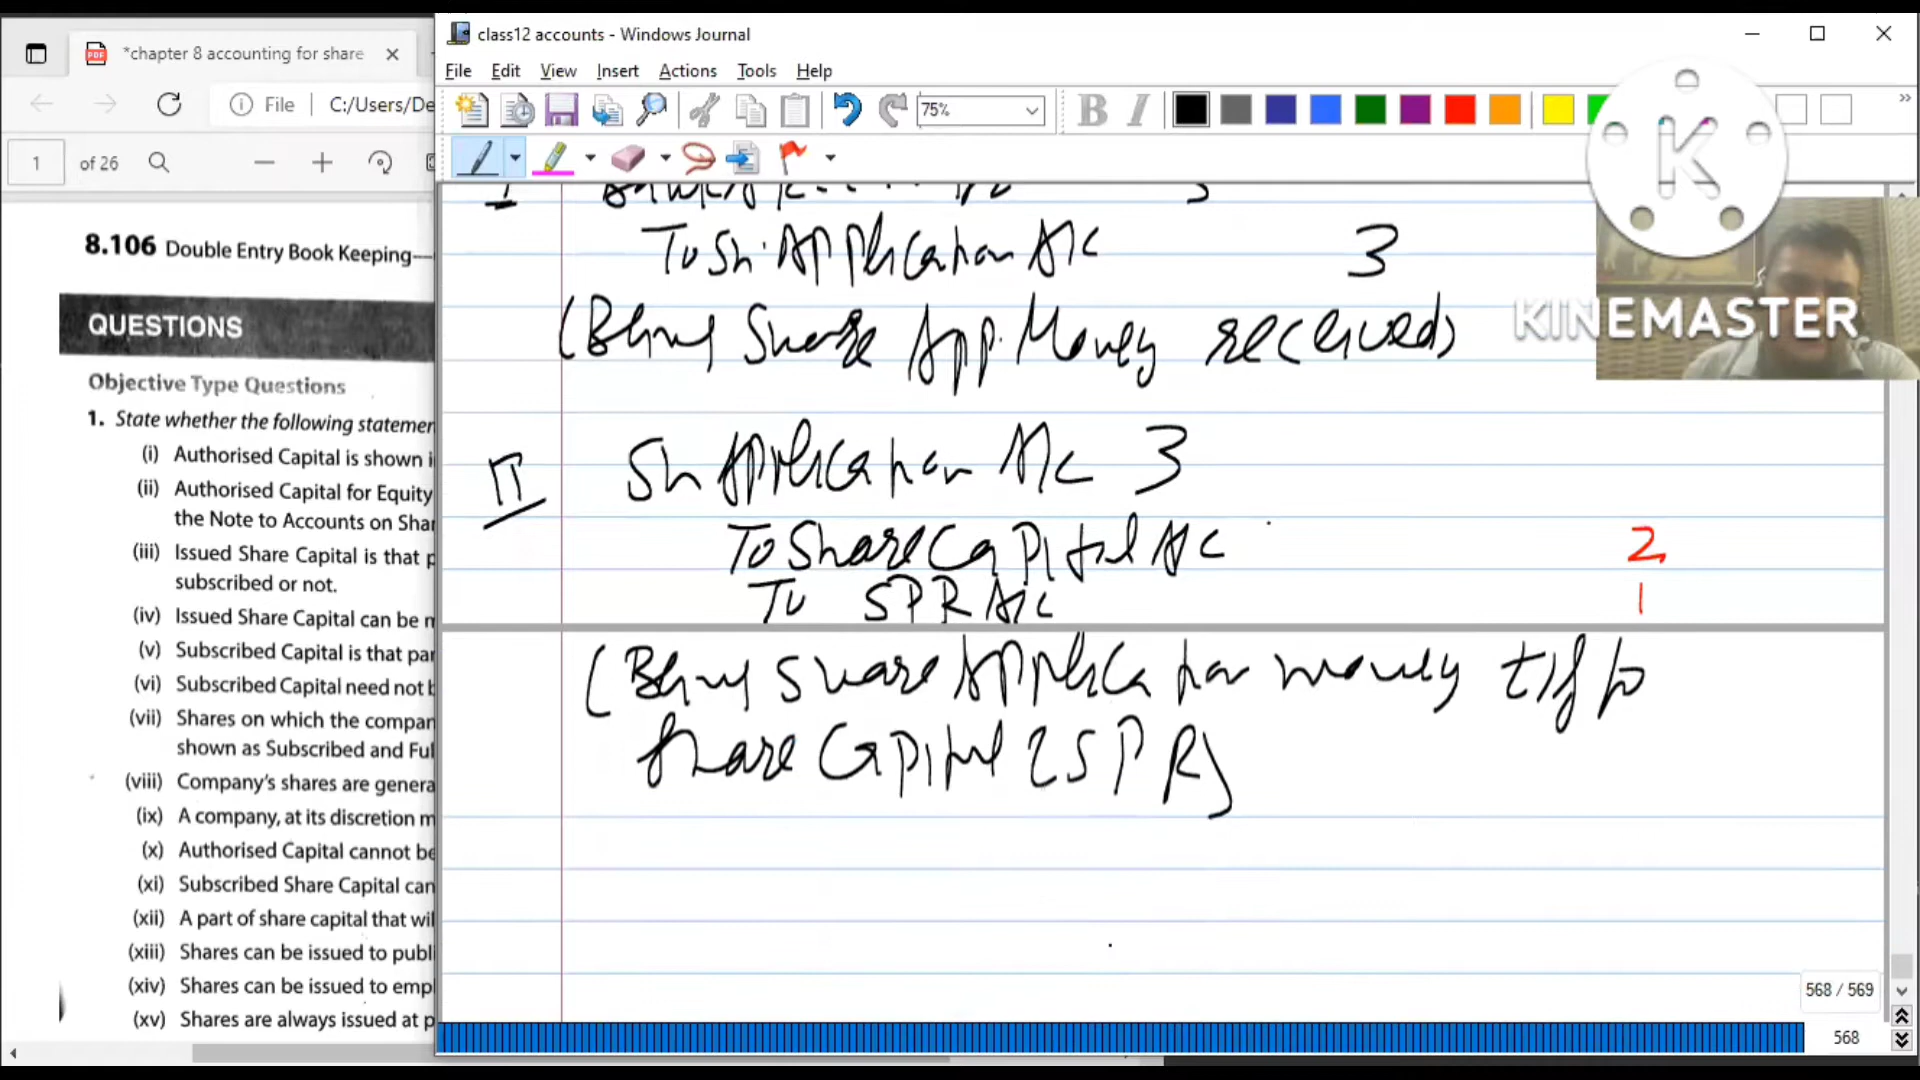 *chapter 8 accounting for share
class12 accounts - Windows Journal
File Edit View Insert Actions Tools Help
File C:/Users/De
75%
B I
1 of 26
K
KINEMASTER
8.106 Double Entry Book Keeping—
QUESTIONS
Objective Type Questions
1. State whether the following statemen
(i) Authorised Capital is shown i
(ii) Authorised Capital for Equity
the Note to Accounts on Shar
(iii) Issued Share Capital is that p
subscribed or not.
(iv) Issued Share Capital can be m
(v) Subscribed Capital is that par
(vi) Subscribed Capital need not b
(vii) Shares on which the compan
shown as Subscribed and Ful
(viii) Company's shares are genera
(ix) A company, at its discretion m
(x) Authorised Capital cannot be
(xi) Subscribed Share Capital can
(xii) A part of share capital that wil
(xiii) Shares can be issued to publi
(xiv) Shares can be issued to emp
(xv) Shares are always issued at p
I 3
To Sh. Application A/c 3
(Being Share App. Money received)
II Sh Application A/c 3
To Share Capital A/c 2
To SPR A/c 1
(Being Share Application money t/f to
Share Capital & SPR)
568 / 569
568